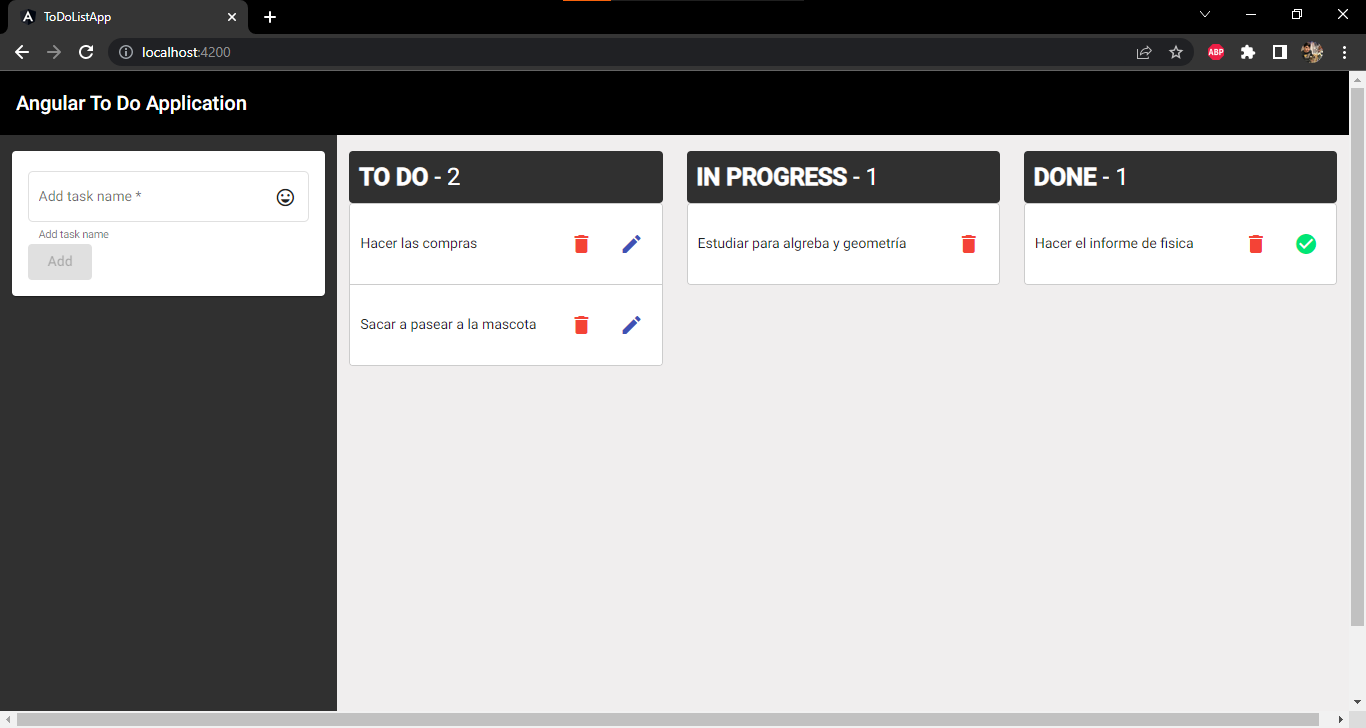 ToDoListApp
localhost:4200
ABP
Angular To Do Application
Add task name *
Add task name
Add
TO DO - 2
Hacer las compras
Sacar a pasear a la mascota
IN PROGRESS - 1
Estudiar para algreba y geometría
DONE - 1
Hacer el informe de fisica